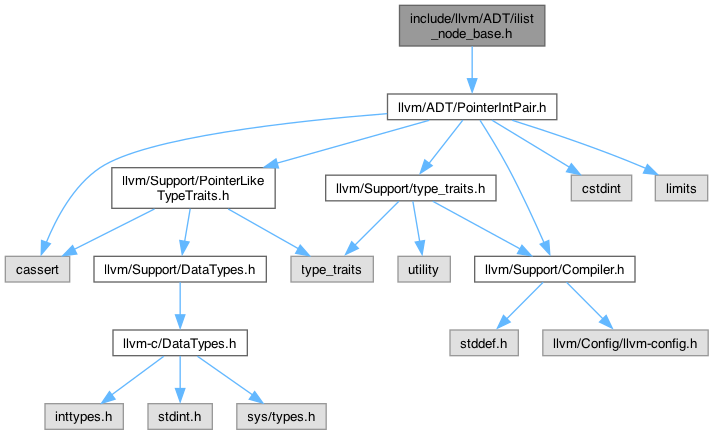 include/llvm/ADT/ilist
_node_base.h
llvm/ADT/PointerIntPair.h
llvm/Support/PointerLike
TypeTraits.h
llvm/Support/type_traits.h
cstdint
limits
cassert
llvm/Support/DataTypes.h
type_traits
utility
llvm/Support/Compiler.h
llvm-c/DataTypes.h
stddef.h
llvm/Config/llvm-config.h
inttypes.h
stdint.h
sys/types.h